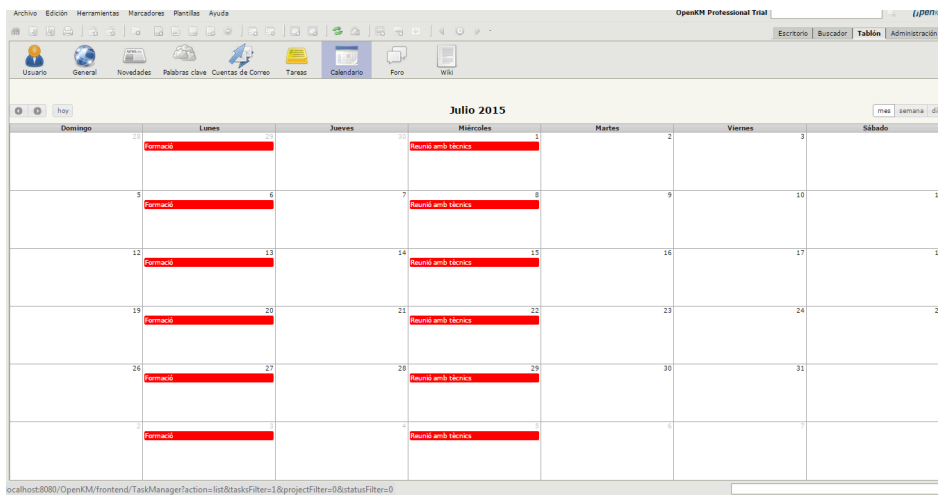 Archivo Edición Herramientas Marcadores Plantillas Ayuda OpenKM Professional Trial
Escritorio Buscador Tablón Administración
Usuario General Novedades Palabras clave Cuentas de Correo Tareas Calendario Foro Wiki
hoy Julio 2015 mes semana
Domingo Lunes Jueves Miércoles Martes Viernes Sábado
28 29 30 1 2 3
Formació Reunió amb tècnics
5 6 7 8 9 10
Formació Reunió amb tècnics
12 13 14 15 16 17
Formació Reunió amb tècnics
19 20 21 22 23 24
Formació Reunió amb tècnics
26 27 28 29 30 31
Formació Reunió amb tècnics
2 3 4 5 6 7
Formació Reunió amb tècnics
ocalhost:8080/OpenKM/frontend/TaskManager?action=list&tasksFilter=1&projectFilter=0&statusFilter=0